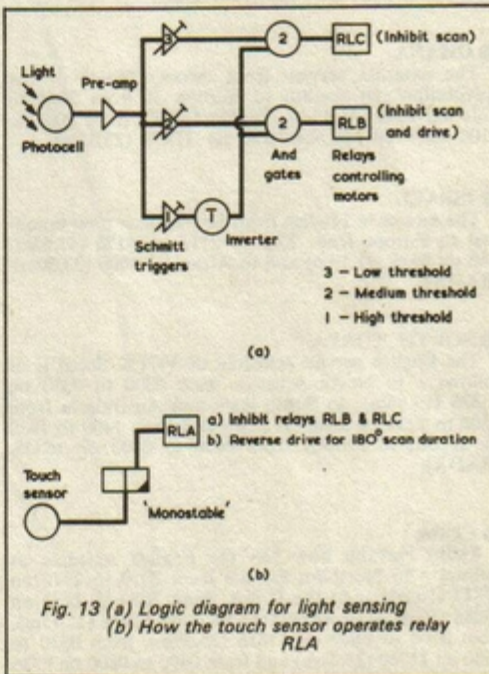 3
2
RLC
(Inhibit scan)
Light
Pre-amp
2
2
RLB
(Inhibit scan
and drive)
Photocell
And
gates
Relays
controlling
motors
1
T
Schmitt
triggers
Inverter
3 – Low threshold
2 – Medium threshold
1 – High threshold
(a)
RLA
a) Inhibit relays RLB & RLC
b) Reverse drive for 180° scan duration
Touch
sensor
'Monostable'
(b)
Fig. 13 (a) Logic diagram for light sensing
(b) How the touch sensor operates relay
RLA